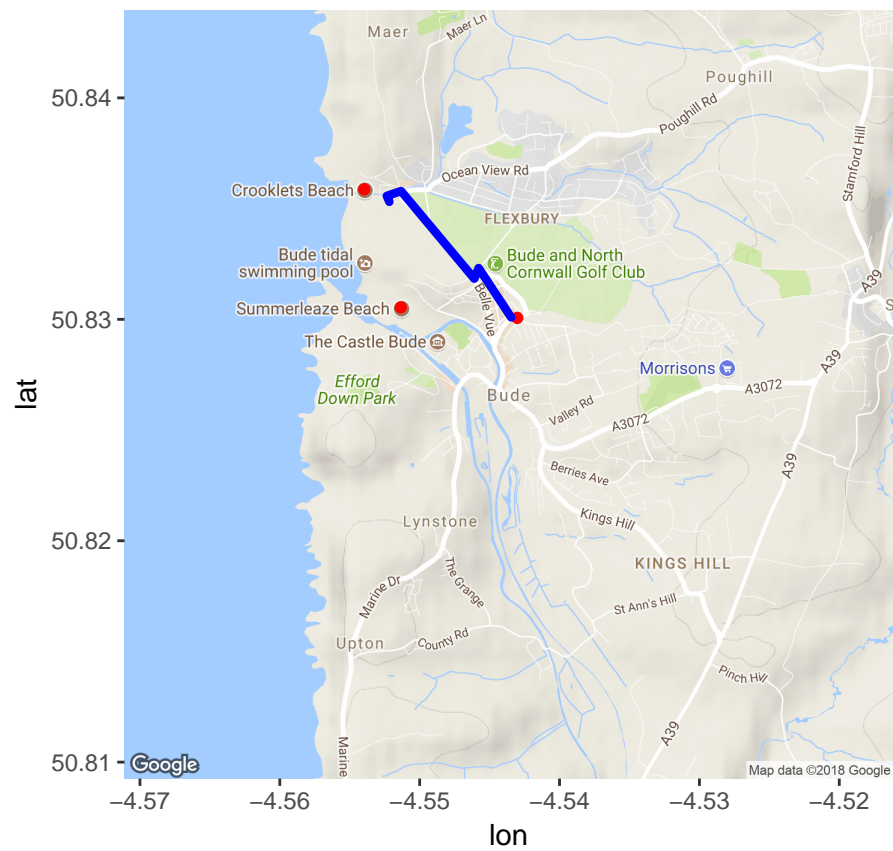 Maer
Maer Ln
Poughill
50.84
Poughill Rd
Stamford Hill
Ocean View Rd
Crooklets Beach
FLEXBURY
Bude tidal
swimming pool
Bude and North
Cornwall Golf Club
A39
Belle Vue
Summerleaze Beach
50.83
S
The Castle Bude
A39
Morrisons
Efford
Down Park
A3072
lat
Bude
Valley Rd
A3072
A39
Berries Ave
50.82
Lynstone
Kings Hill
KINGS HILL
The Grange
Marine Dr
St Ann's Hill
Upton
County Rd
Pinch Hill
A39
Marine
50.81
Google
Map data ©2018 Google
−4.57
−4.56
−4.55
−4.54
−4.53
−4.52
lon